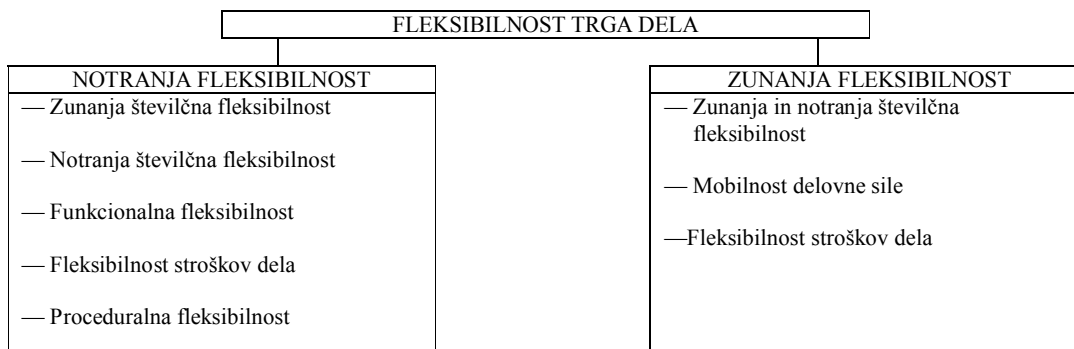 FLEKSIBILNOST TRGA DELA
NOTRANJA FLEKSIBILNOST
— Zunanja številčna fleksibilnost
— Notranja številčna fleksibilnost
— Funkcionalna fleksibilnost
— Fleksibilnost stroškov dela
— Proceduralna fleksibilnost
ZUNANJA FLEKSIBILNOST
— Zunanja in notranja številčna
fleksibilnost
— Mobilnost delovne sile
—Fleksibilnost stroškov dela